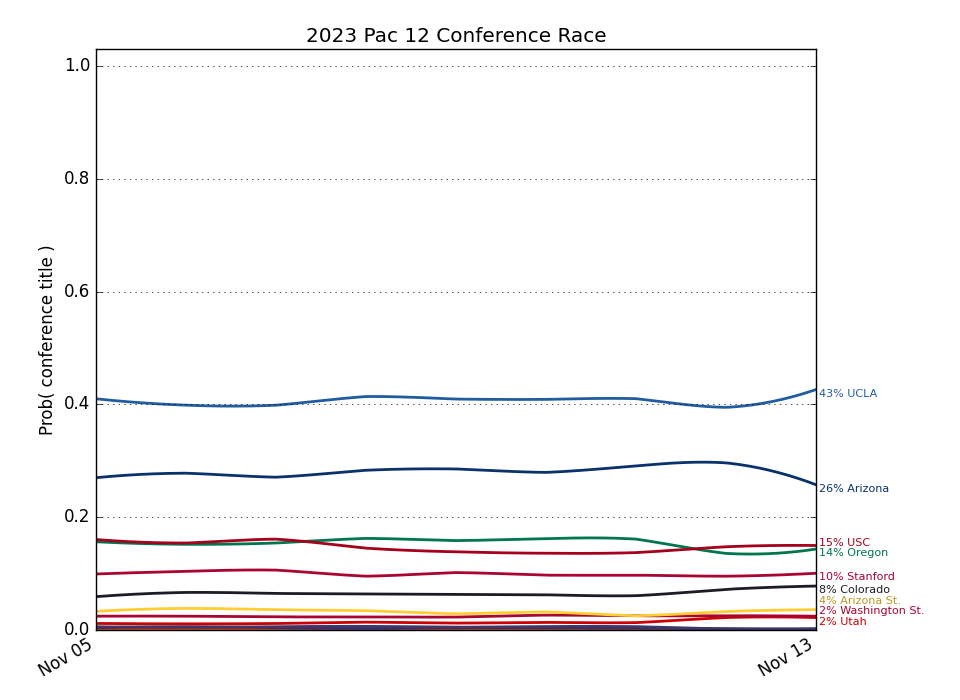 2023 Pac 12 Conference Race
Prob( conference title )
1.0
0.8
0.6
0.4
0.2
0.0
Nov 05
Nov 13
43% UCLA
26% Arizona
15% USC
14% Oregon
10% Stanford
8% Colorado
4% Arizona St.
2% Washington St.
2% Utah